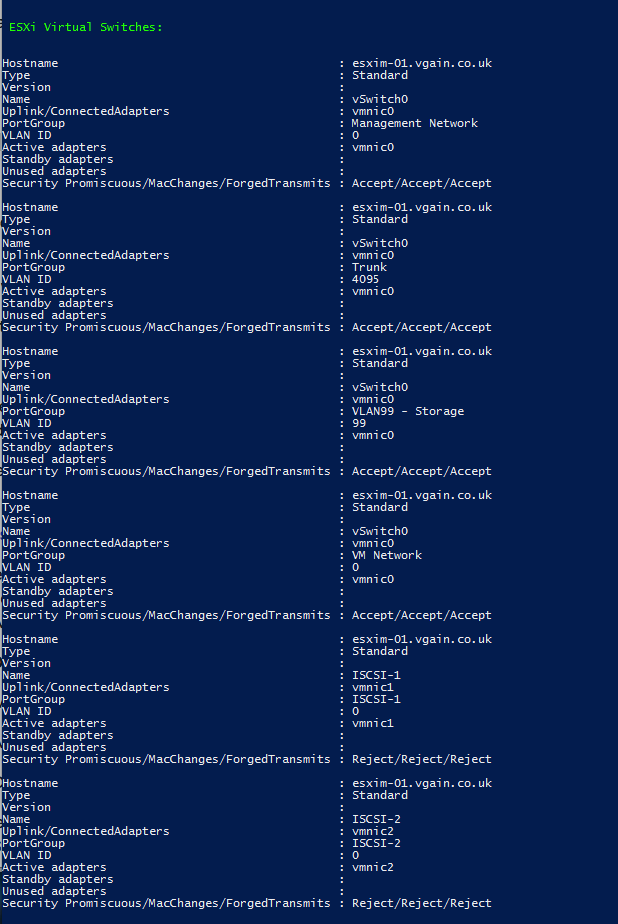 ESXi Virtual Switches:
Hostname : esxim-01.vgain.co.uk
Type : Standard
Version :
Name : vSwitch0
Uplink/ConnectedAdapters : vmnic0
PortGroup : Management Network
VLAN ID : 0
Active adapters : vmnic0
Standby adapters :
Unused adapters :
Security Promiscuous/MacChanges/ForgedTransmits : Accept/Accept/Accept
Hostname : esxim-01.vgain.co.uk
Type : Standard
Version :
Name : vSwitch0
Uplink/ConnectedAdapters : vmnic0
PortGroup : Trunk
VLAN ID : 4095
Active adapters : vmnic0
Standby adapters :
Unused adapters :
Security Promiscuous/MacChanges/ForgedTransmits : Accept/Accept/Accept
Hostname : esxim-01.vgain.co.uk
Type : Standard
Version :
Name : vSwitch0
Uplink/ConnectedAdapters : vmnic0
PortGroup : VLAN99 - Storage
VLAN ID : 99
Active adapters : vmnic0
Standby adapters :
Unused adapters :
Security Promiscuous/MacChanges/ForgedTransmits : Accept/Accept/Accept
Hostname : esxim-01.vgain.co.uk
Type : Standard
Version :
Name : vSwitch0
Uplink/ConnectedAdapters : vmnic0
PortGroup : VM Network
VLAN ID : 0
Active adapters : vmnic0
Standby adapters :
Unused adapters :
Security Promiscuous/MacChanges/ForgedTransmits : Accept/Accept/Accept
Hostname : esxim-01.vgain.co.uk
Type : Standard
Version :
Name : ISCSI-1
Uplink/ConnectedAdapters : vmnic1
PortGroup : ISCSI-1
VLAN ID : 0
Active adapters : vmnic1
Standby adapters :
Unused adapters :
Security Promiscuous/MacChanges/ForgedTransmits : Reject/Reject/Reject
Hostname : esxim-01.vgain.co.uk
Type : Standard
Version :
Name : ISCSI-2
Uplink/ConnectedAdapters : vmnic2
PortGroup : ISCSI-2
VLAN ID : 0
Active adapters : vmnic2
Standby adapters :
Unused adapters :
Security Promiscuous/MacChanges/ForgedTransmits : Reject/Reject/Reject